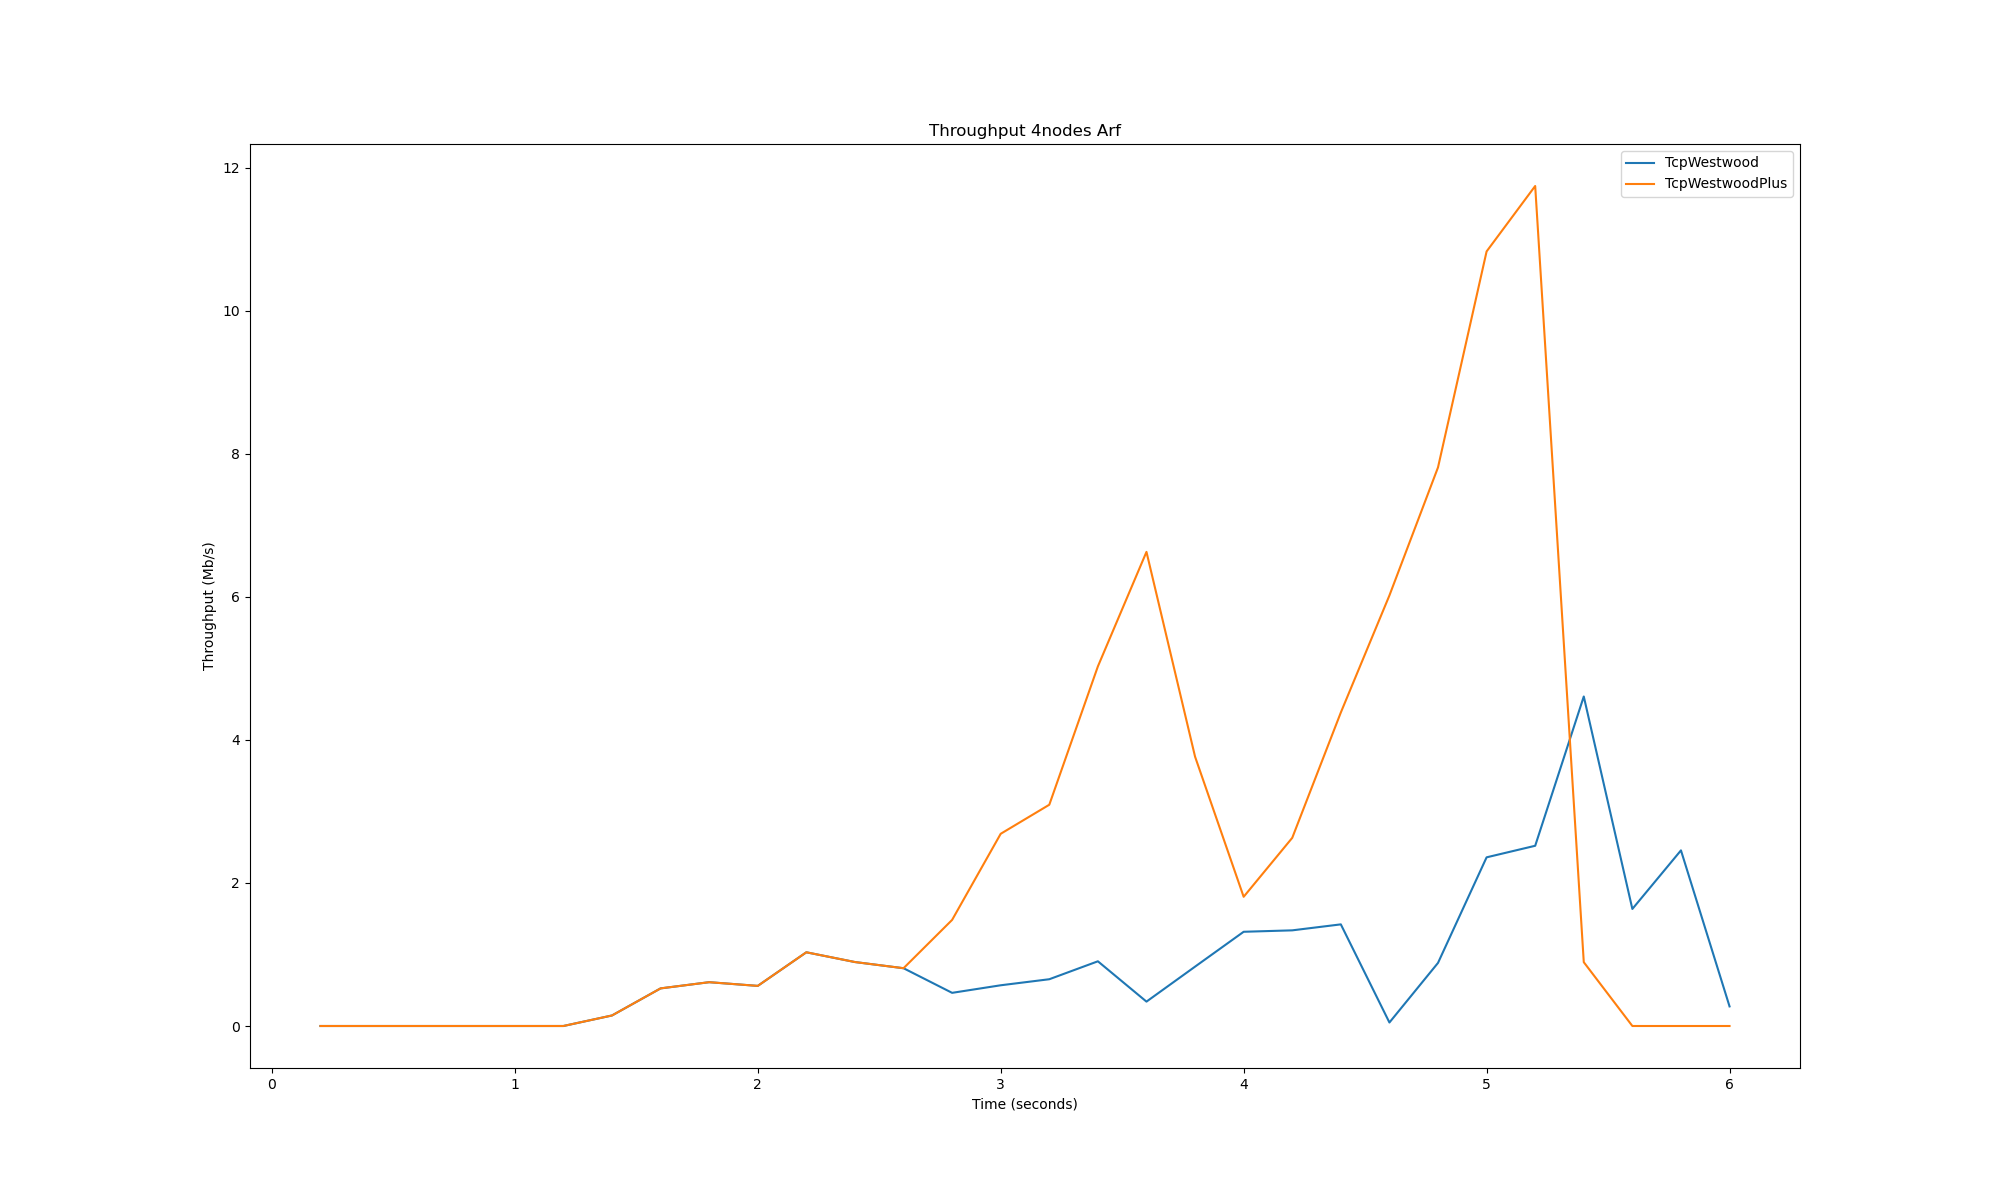 Throughput 4nodes Arf
TcpWestwood
TcpWestwoodPlus
12
10
8
6
4
2
0
Throughput (Mb/s)
0 1 2 3 4 5 6
Time (seconds)